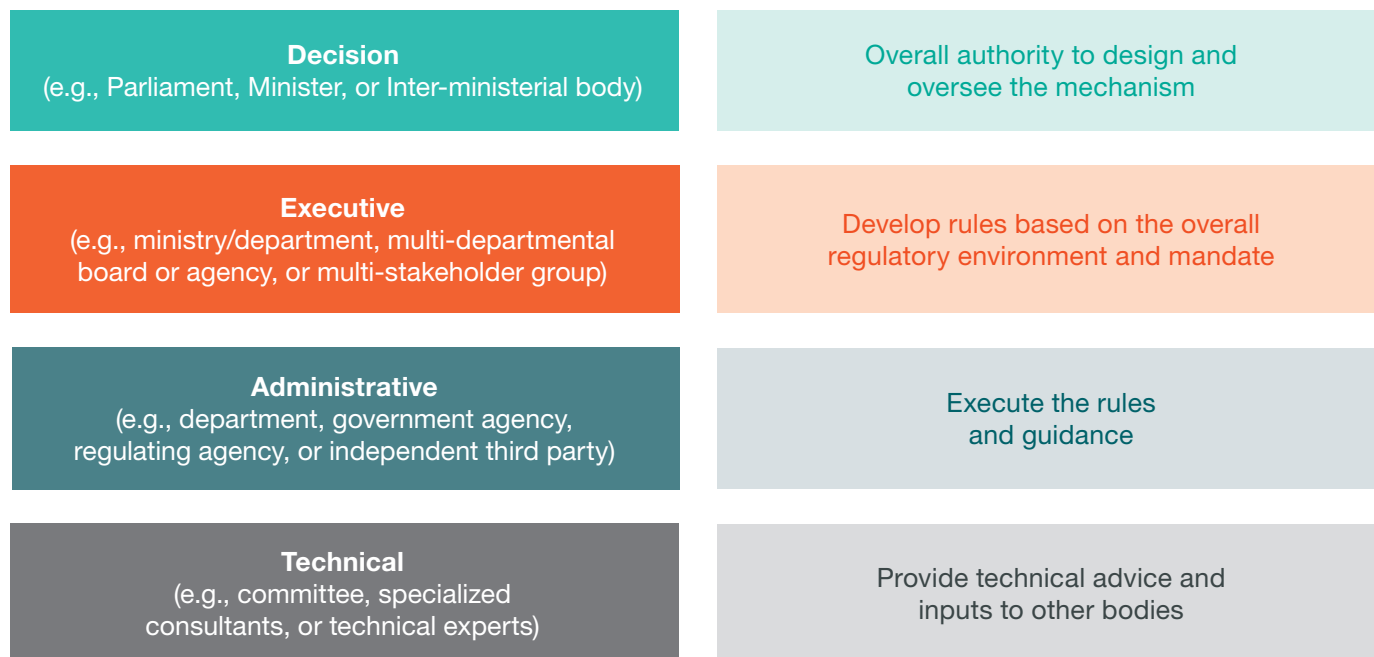 Decision
(e.g., Parliament, Minister, or Inter-ministerial body)
Overall authority to design and
oversee the mechanism
Executive
(e.g., ministry/department, multi-departmental
board or agency, or multi-stakeholder group)
Develop rules based on the overall
regulatory environment and mandate
Administrative
(e.g., department, government agency,
regulating agency, or independent third party)
Execute the rules
and guidance
Technical
(e.g., committee, specialized
consultants, or technical experts)
Provide technical advice and
inputs to other bodies